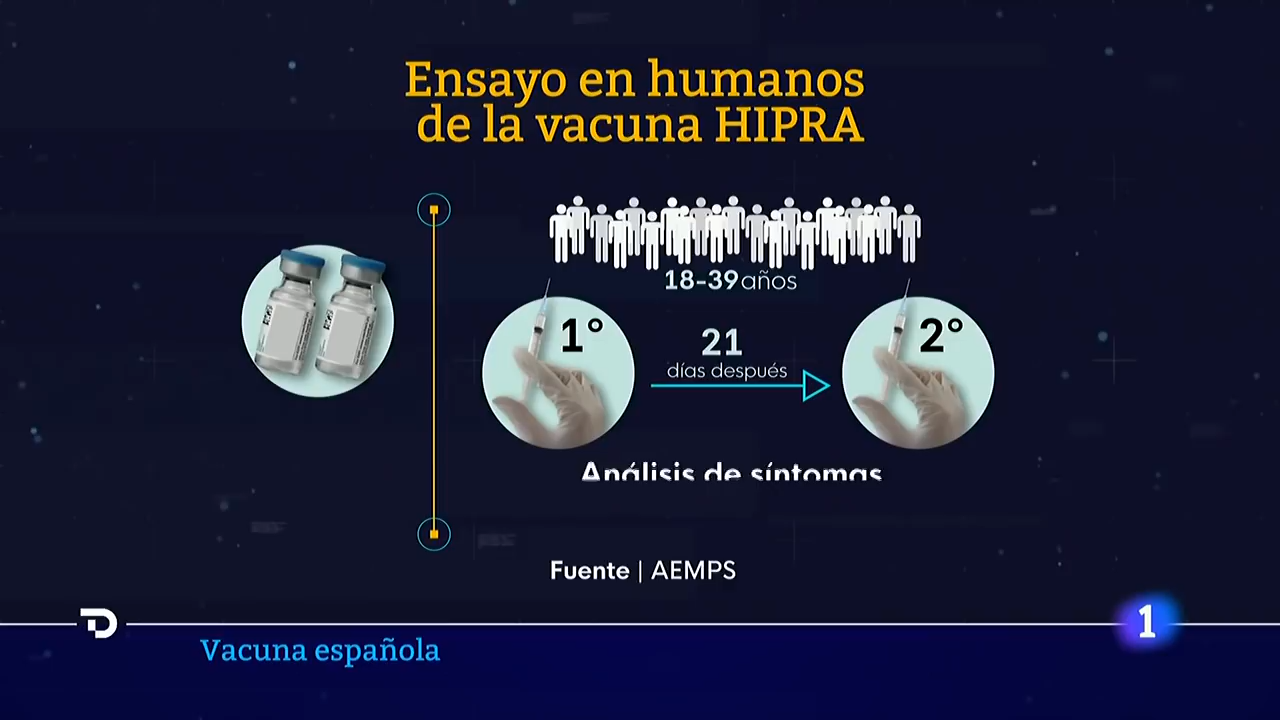 Ensayo en humanos
de la vacuna HIPRA
18-39 años
1°
21
días después
2°
Análisis de síntomas
Fuente | AEMPS
1
Vacuna española